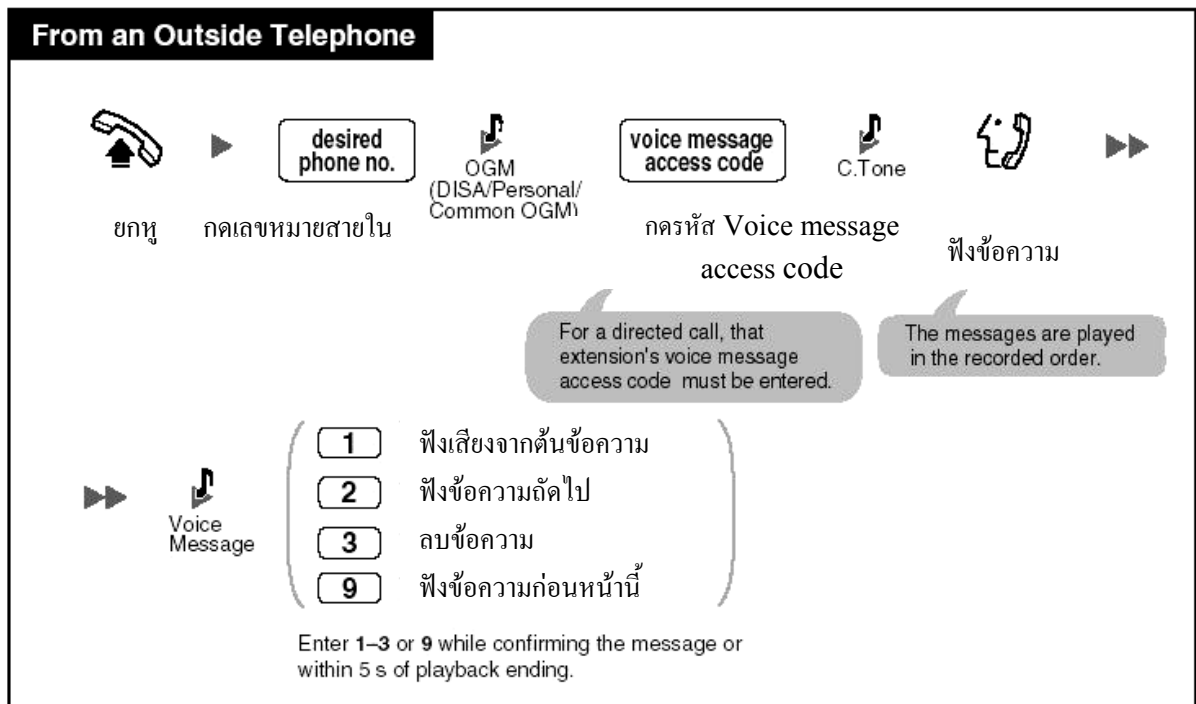 From an Outside Telephone
desired
phone no.
OGM
(DISA/Personal/
Common OGM)
voice message
access code
C.Tone
ยกหู
กดเลขหมายสายใน
กดรหัส Voice message
access code
ฟังข้อความ
For a directed call, that
extension's voice message
access code must be entered.
The messages are played
in the recorded order.
Voice
Message
1 ฟังเสียงจากต้นข้อความ
2 ฟังข้อความถัดไป
3 ลบข้อความ
9 ฟังข้อความก่อนหน้านี้
Enter 1–3 or 9 while confirming the message or
within 5 s of playback ending.